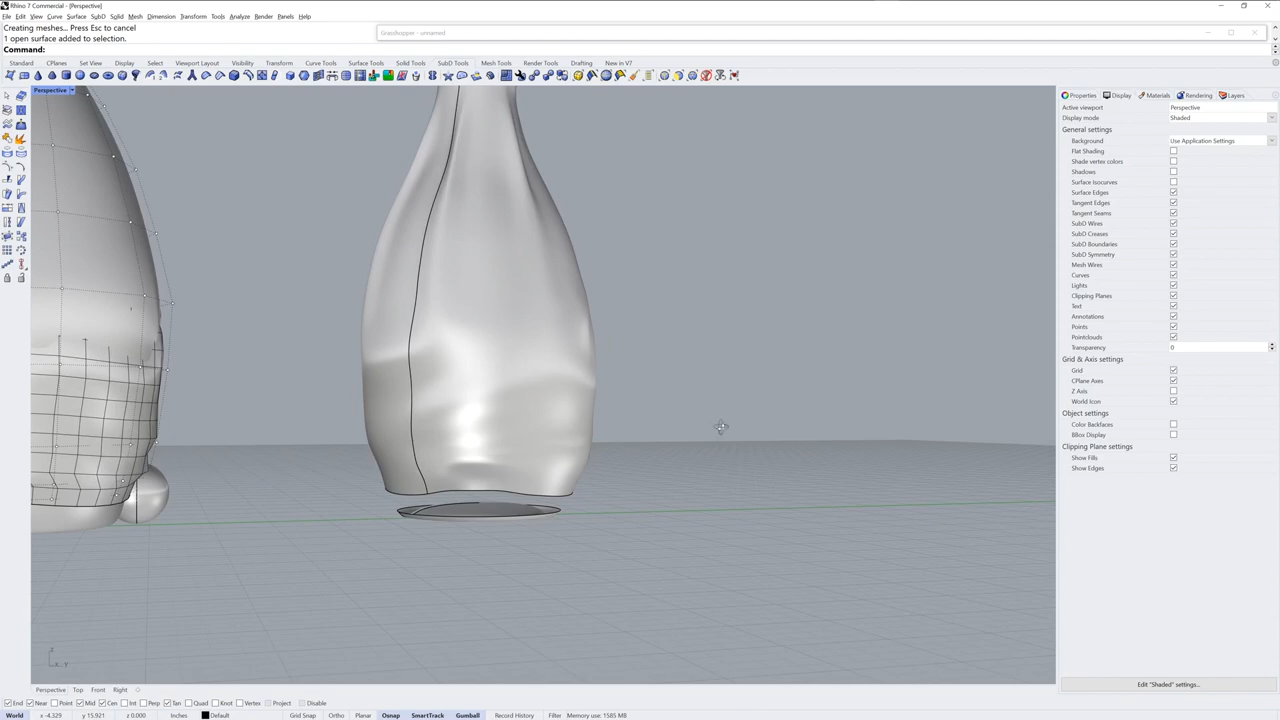 Rhino 7 Commercial - [Perspective]
File Edit View Curve Surface SubD Solid Mesh Dimension Transform Tools Analyze Render Panels Help
Creating meshes... Press Esc to cancel
1 open surface added to selection.
Command:
Grasshopper - unnamed
Standard CPlanes Set View Display Select Viewport Layout Visibility Transform Curve Tools Surface Tools Solid Tools SubD Tools Mesh Tools Render Tools Drafting New in V7
Perspective
Properties Display Materials Rendering Layers
Active viewport Perspective
Display mode Shaded
General settings
Background Use Application Settings
Flat Shading
Shade vertex colors
Shadows
Surface Isocurves
Surface Edges
Tangent Edges
Tangent Seams
SubD Wires
SubD Creases
SubD Boundaries
SubD Symmetry
Mesh Wires
Curves
Lights
Clipping Planes
Text
Annotations
Points
Pointclouds
Transparency 0
Grid & Axis settings
Grid
CPlane Axes
Z Axis
World Icon
Object settings
Color Backfaces
BBox Display
Clipping Plane settings
Show Fills
Show Edges
Edit "Shaded" settings...
z
x y
Perspective Top Front Right
End Near Point Mid Cen Int Perp Tan Quad Knot Vertex Project Disable
World x -4.329 y 15.921 z 0.000 Inches Default Grid Snap Ortho Planar Osnap SmartTrack Gumball Record History Filter Memory use: 1585 MB